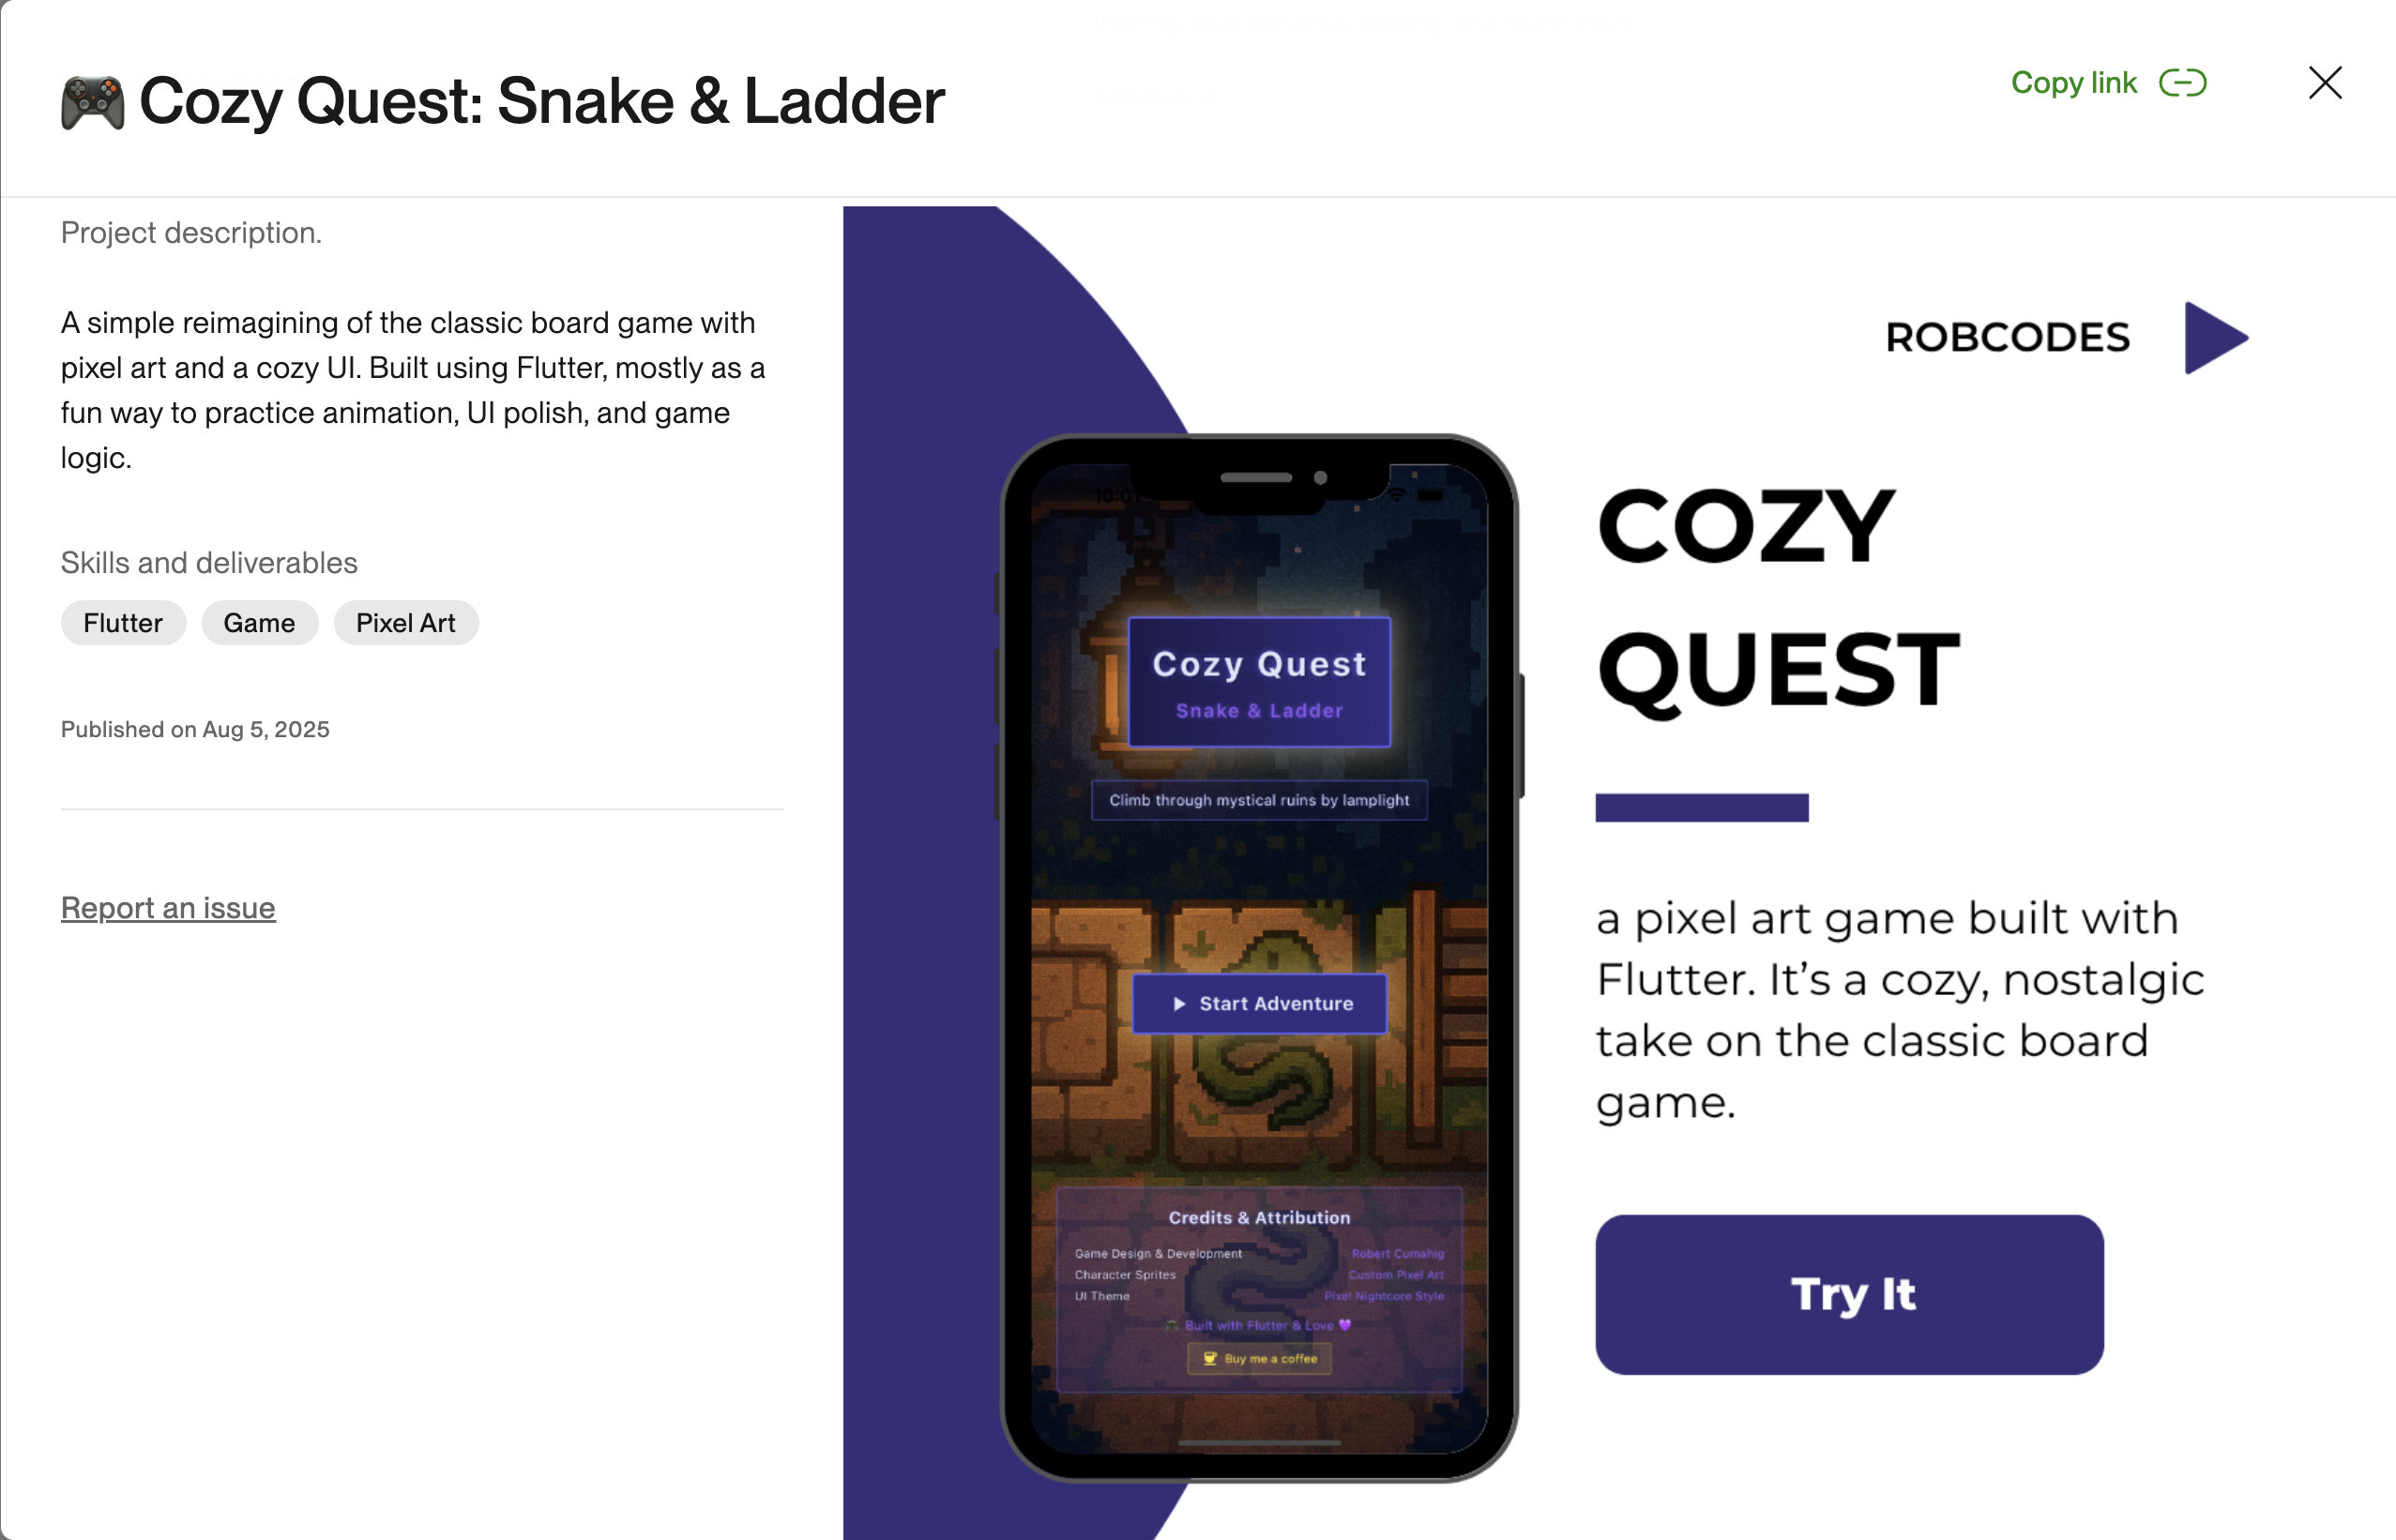 Cozy Quest: Snake & Ladder
Copy link
Project description.
A simple reimagining of the classic board game with
pixel art and a cozy UI. Built using Flutter, mostly as a
fun way to practice animation, UI polish, and game
logic.
Skills and deliverables
Flutter
Game
Pixel Art
Published on Aug 5, 2025
Report an issue
Cozy Quest
Snake & Ladder
Climb through mystical ruins by lamplight
Start Adventure
Credits & Attribution
Game Design & Development Robert Cumahig
Character Sprites Custom Pixel Art
UI Theme Pixel Nightcore Style
Built with Flutter & Love
Buy me a coffee
ROBCODES
COZY
QUEST
a pixel art game built with
Flutter. It’s a cozy, nostalgic
take on the classic board
game.
Try It